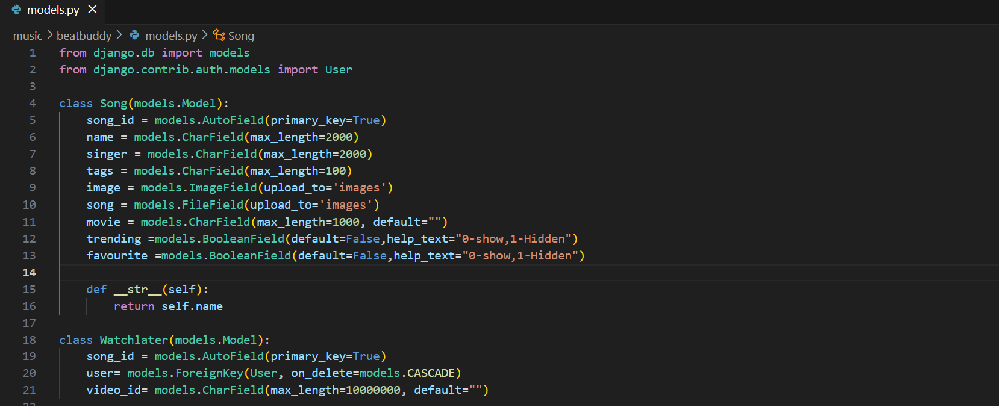 models.py
music > beatbuddy > models.py > Song
1 from django.db import models
2 from django.contrib.auth.models import User
3
4 class Song(models.Model):
5     song_id = models.AutoField(primary_key=True)
6     name = models.CharField(max_length=2000)
7     singer = models.CharField(max_length=2000)
8     tags = models.CharField(max_length=100)
9     image = models.ImageField(upload_to='images')
10     song = models.FileField(upload_to='images')
11     movie = models.CharField(max_length=1000, default="")
12     trending =models.BooleanField(default=False,help_text="0-show,1-Hidden")
13     favourite =models.BooleanField(default=False,help_text="0-show,1-Hidden")
14
15     def __str__(self):
16         return self.name
17
18 class Watchlater(models.Model):
19     song_id = models.AutoField(primary_key=True)
20     user= models.ForeignKey(User, on_delete=models.CASCADE)
21     video_id= models.CharField(max_length=10000000, default="")